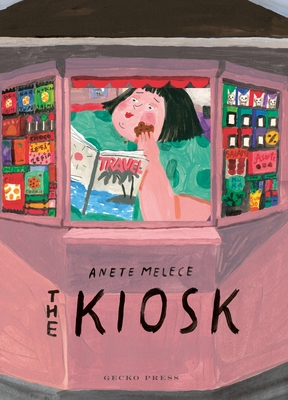 TRAVEL
ANETE MELECE
THE
KIOSK
GECKO PRESS